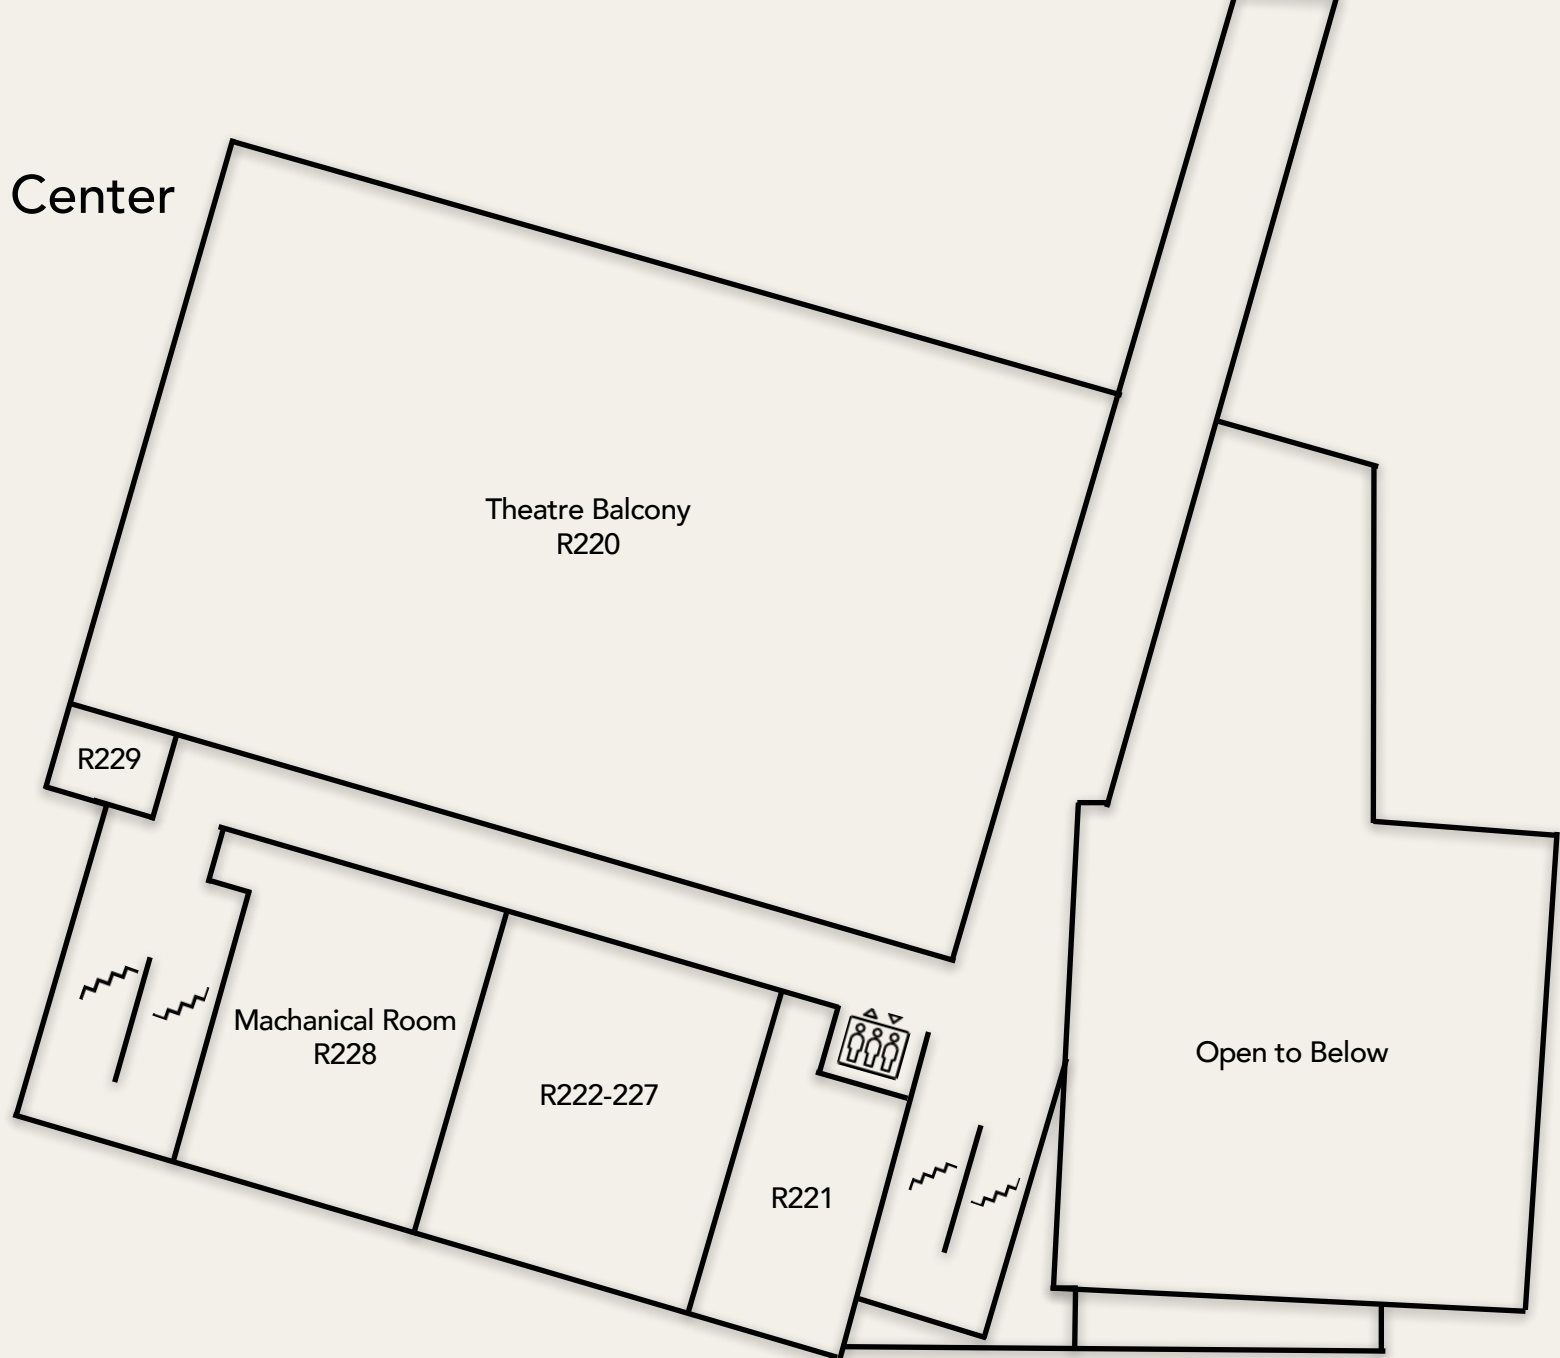 Center
Theatre Balcony
R220
R229
Machanical Room
R228
R222-227
R221
Open to Below